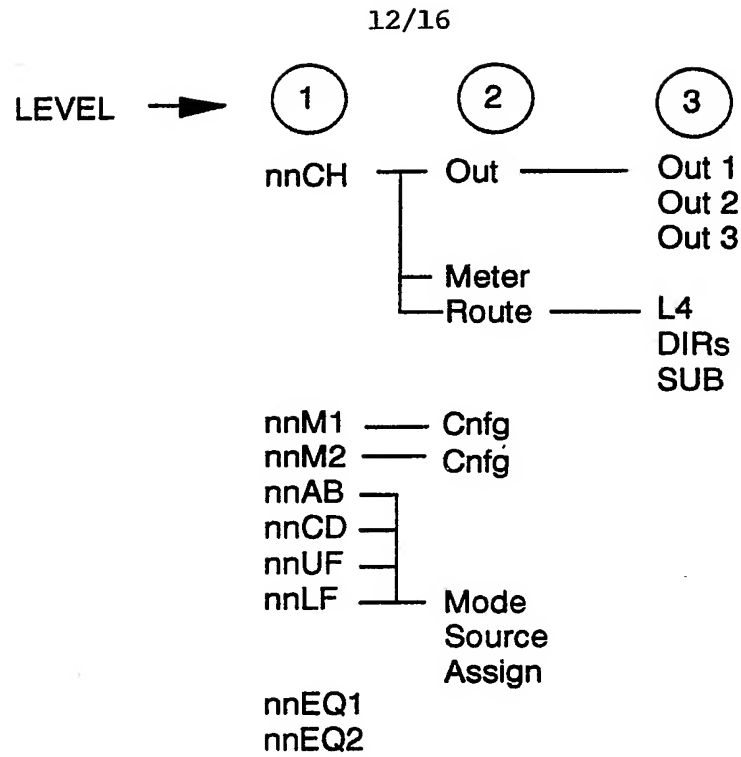 12/16
LEVEL 1 2 3
nnCH Out Out 1
Out 2
Out 3
Meter
Route L4
DIRs
SUB
nnM1 Cnfg
nnM2 Cnfg
nnAB
nnCD
nnUF
nnLF Mode
Source
Assign
nnEQ1
nnEQ2